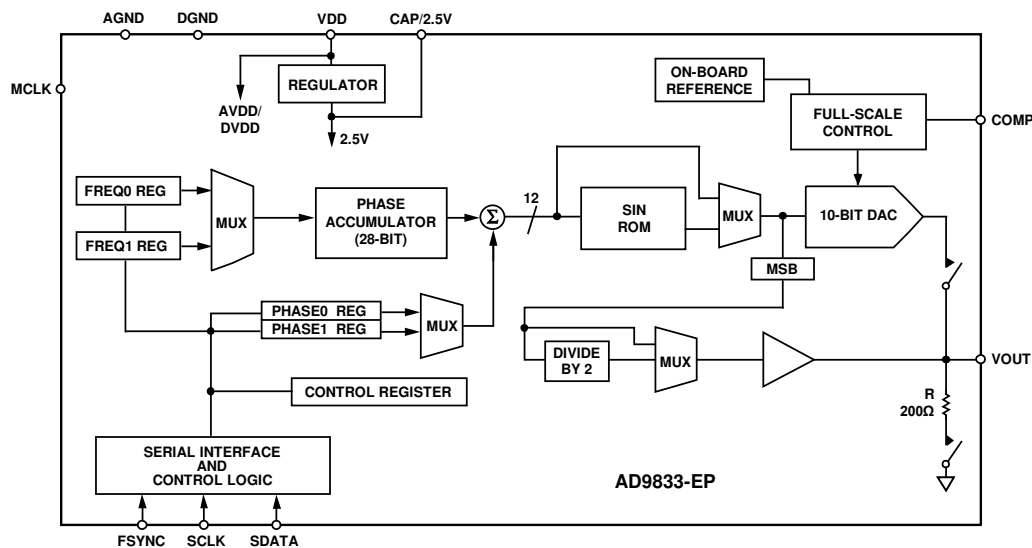 AGND
DGND
VDD
CAP/2.5V
MCLK
REGULATOR
AVDD/
DVDD
2.5V
ON-BOARD
REFERENCE
FULL-SCALE
CONTROL
COMP
FREQ0 REG
FREQ1 REG
MUX
PHASE
ACCUMULATOR
(28-BIT)
Σ
12
SIN
ROM
MUX
10-BIT DAC
MSB
PHASE0 REG
PHASE1 REG
MUX
DIVIDE
BY 2
MUX
VOUT
R
200Ω
CONTROL REGISTER
SERIAL INTERFACE
AND
CONTROL LOGIC
AD9833-EP
FSYNC
SCLK
SDATA